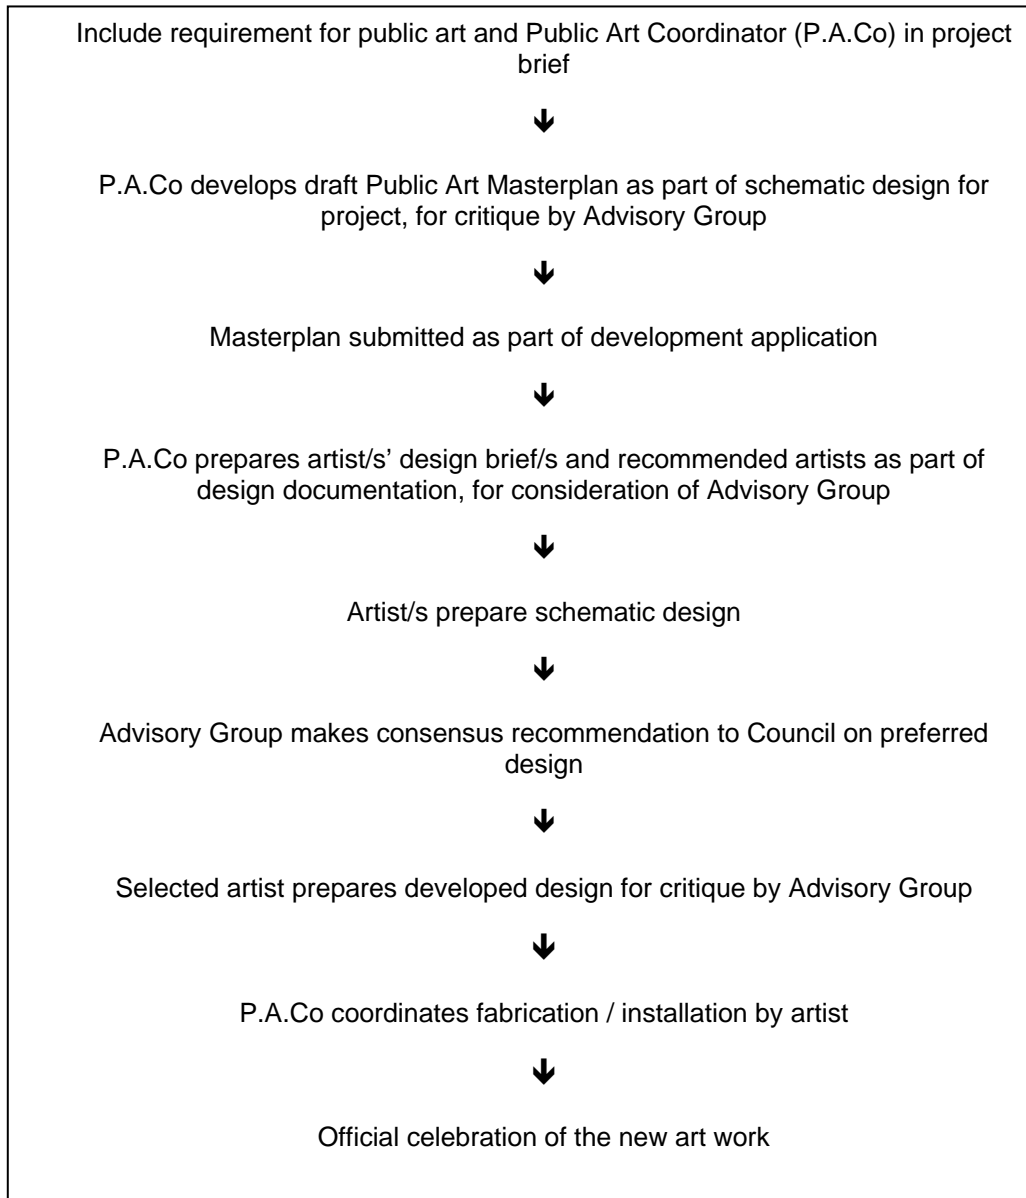 Include requirement for public art and Public Art Coordinator (P.A.Co) in project
brief
P.A.Co develops draft Public Art Masterplan as part of schematic design for
project, for critique by Advisory Group
Masterplan submitted as part of development application
P.A.Co prepares artist/s’ design brief/s and recommended artists as part of
design documentation, for consideration of Advisory Group
Artist/s prepare schematic design
Advisory Group makes consensus recommendation to Council on preferred
design
Selected artist prepares developed design for critique by Advisory Group
P.A.Co coordinates fabrication / installation by artist
Official celebration of the new art work